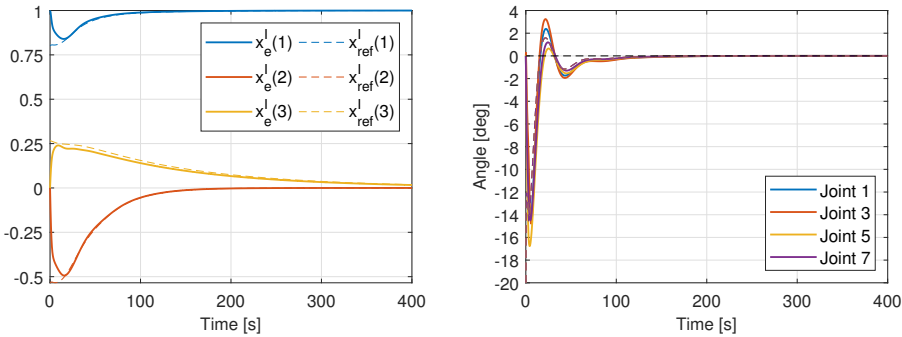 1
0.75
0.5
0.25
0
-0.25
-0.5
0 100 200 300 400
Time [s]
x_e^I(1) x_ref^I(1)
x_e^I(2) x_ref^I(2)
x_e^I(3) x_ref^I(3)
Angle [deg]
4
2
0
-2
-4
-6
-8
-10
-12
-14
-16
-18
-20
0 100 200 300 400
Time [s]
Joint 1
Joint 3
Joint 5
Joint 7